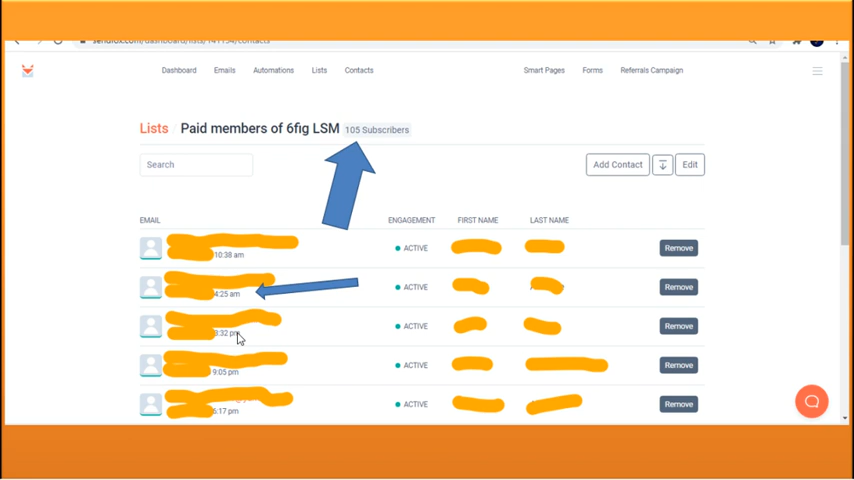 Dashboard Emails Automations Lists Contacts Smart Pages Forms Referrals Campaign
Lists / Paid members of 6fig LSM 105 Subscribers
Search Add Contact Edit
EMAIL ENGAGEMENT FIRST NAME LAST NAME
10:38 am ACTIVE Remove
4:25 am ACTIVE Remove
3:32 pm ACTIVE Remove
9:05 pm ACTIVE Remove
6:17 pm ACTIVE Remove